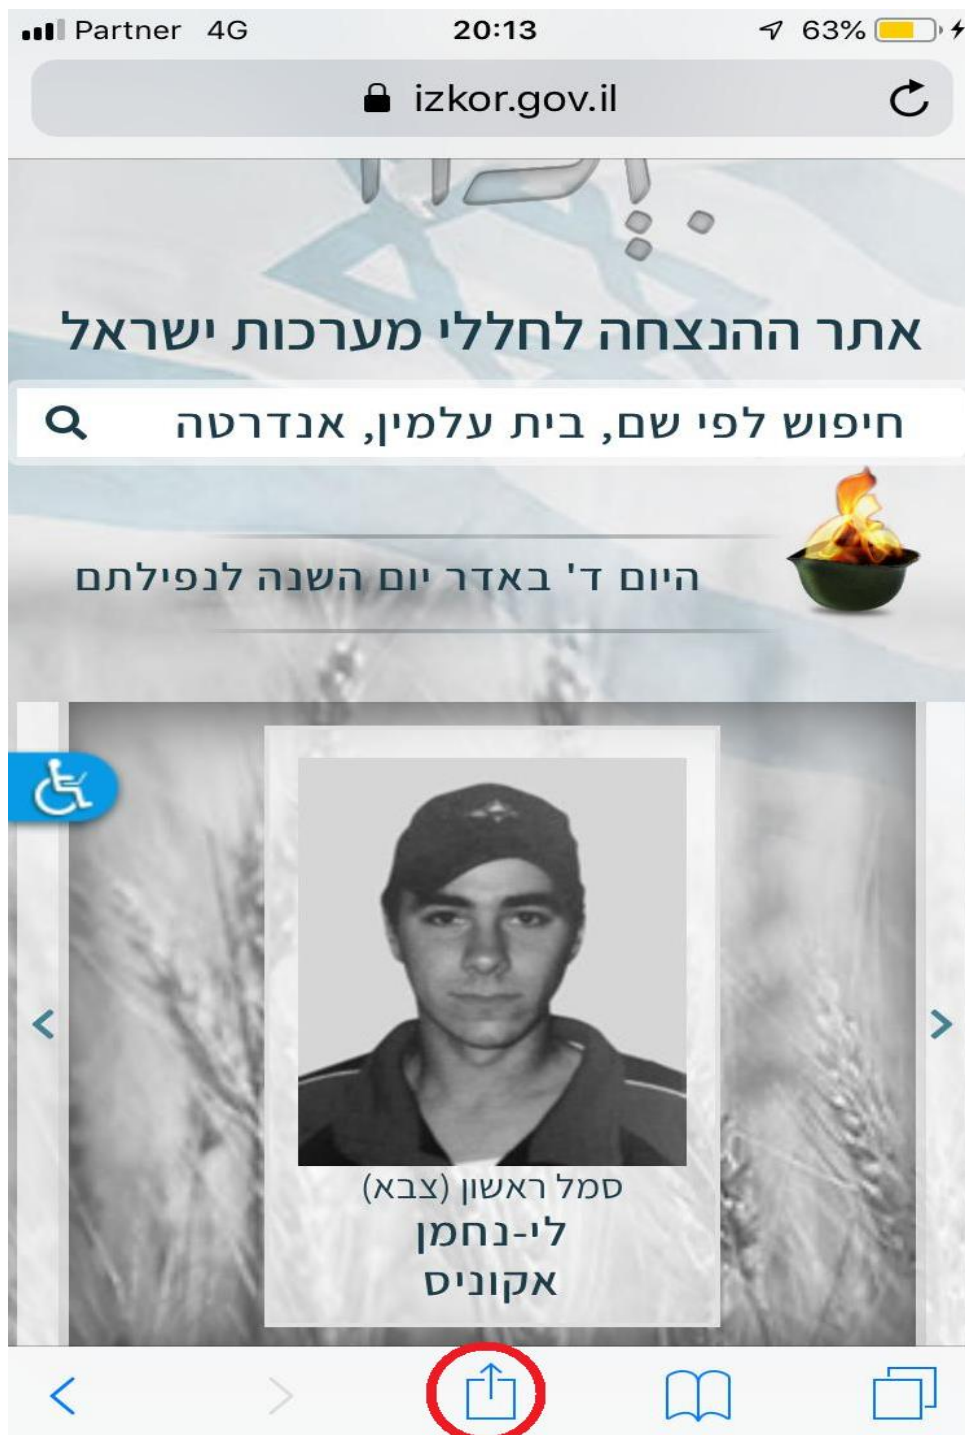 Partner 4G 20:13 63%
izkor.gov.il
אתר ההנצחה לחללי מערכות ישראל
חיפוש לפי שם, בית עלמין, אנדרטה
היום ד' באדר יום השנה לנפילתם
סמל ראשון (צבא)
לי-נחמן
אקוניס